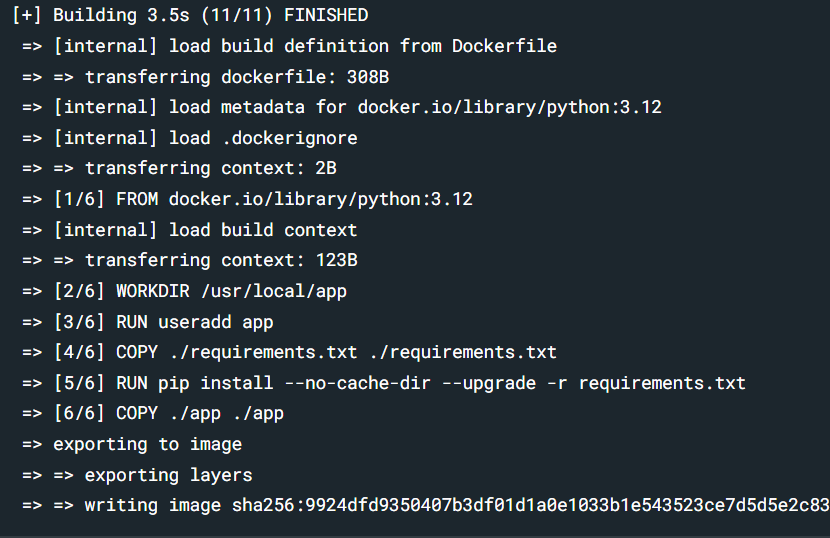 [+] Building 3.5s (11/11) FINISHED
=> [internal] load build definition from Dockerfile
=> => transferring dockerfile: 308B
=> [internal] load metadata for docker.io/library/python:3.12
=> [internal] load .dockerignore
=> => transferring context: 2B
=> [1/6] FROM docker.io/library/python:3.12
=> [internal] load build context
=> => transferring context: 123B
=> [2/6] WORKDIR /usr/local/app
=> [3/6] RUN useradd app
=> [4/6] COPY ./requirements.txt ./requirements.txt
=> [5/6] RUN pip install --no-cache-dir --upgrade -r requirements.txt
=> [6/6] COPY ./app ./app
=> exporting to image
=> => exporting layers
=> => writing image sha256:9924dfd9350407b3df01d1a0e1033b1e543523ce7d5d5e2c83